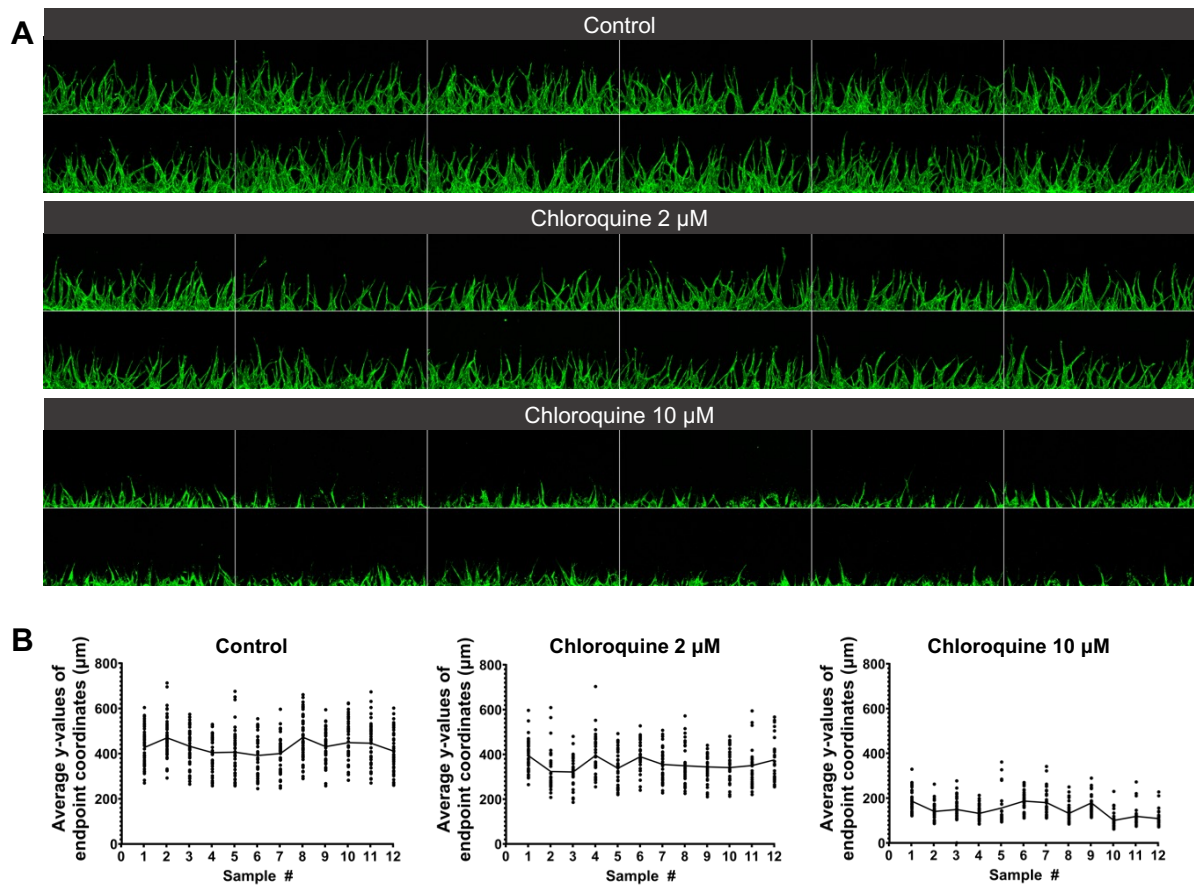 A
Control
Chloroquine 2 μM
Chloroquine 10 μM
B
Control
Average y-values of
endpoint coordinates (μm)
800
600
400
200
0
0 1 2 3 4 5 6 7 8 9 10 11 12
Sample #
Chloroquine 2 μM
Average y-values of
endpoint coordinates (μm)
800
600
400
200
0
0 1 2 3 4 5 6 7 8 9 10 11 12
Sample #
Chloroquine 10 μM
Average y-values of
endpoint coordinates (μm)
800
600
400
200
0
0 1 2 3 4 5 6 7 8 9 10 11 12
Sample #